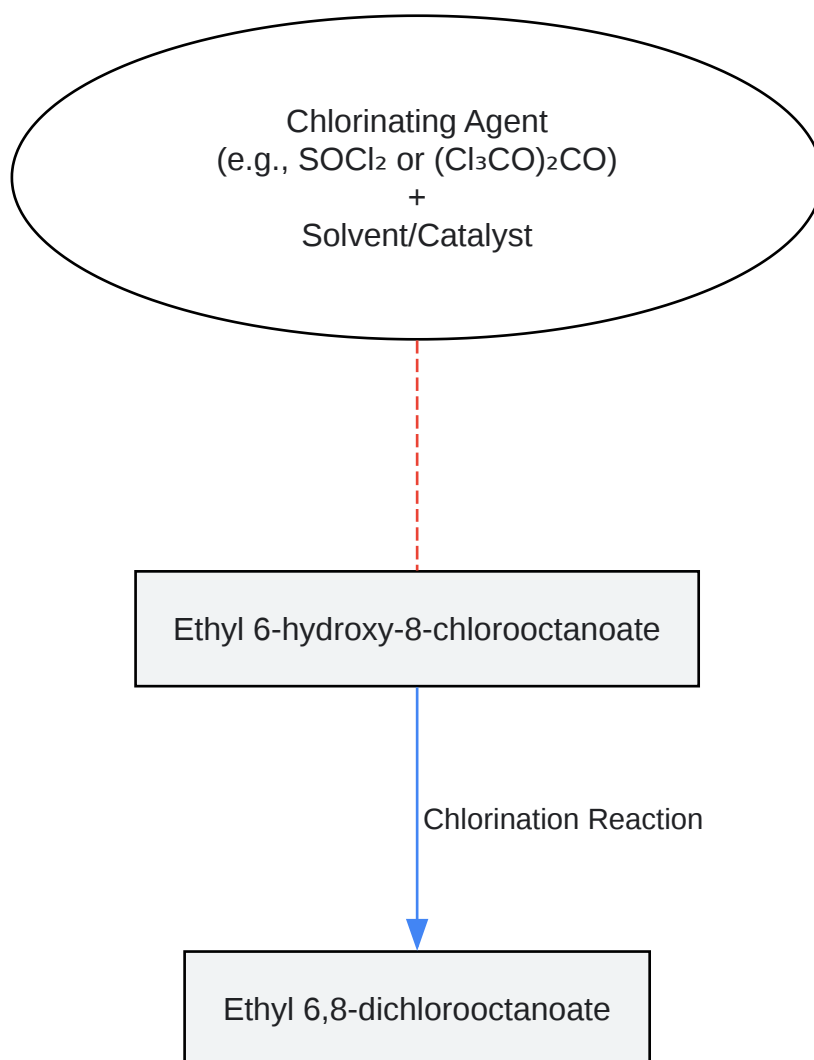 Chlorinating Agent
(e.g., SOCl₂ or (Cl₃CO)₂CO)
+
Solvent/Catalyst
Ethyl 6-hydroxy-8-chlorooctanoate
Chlorination Reaction
Ethyl 6,8-dichlorooctanoate